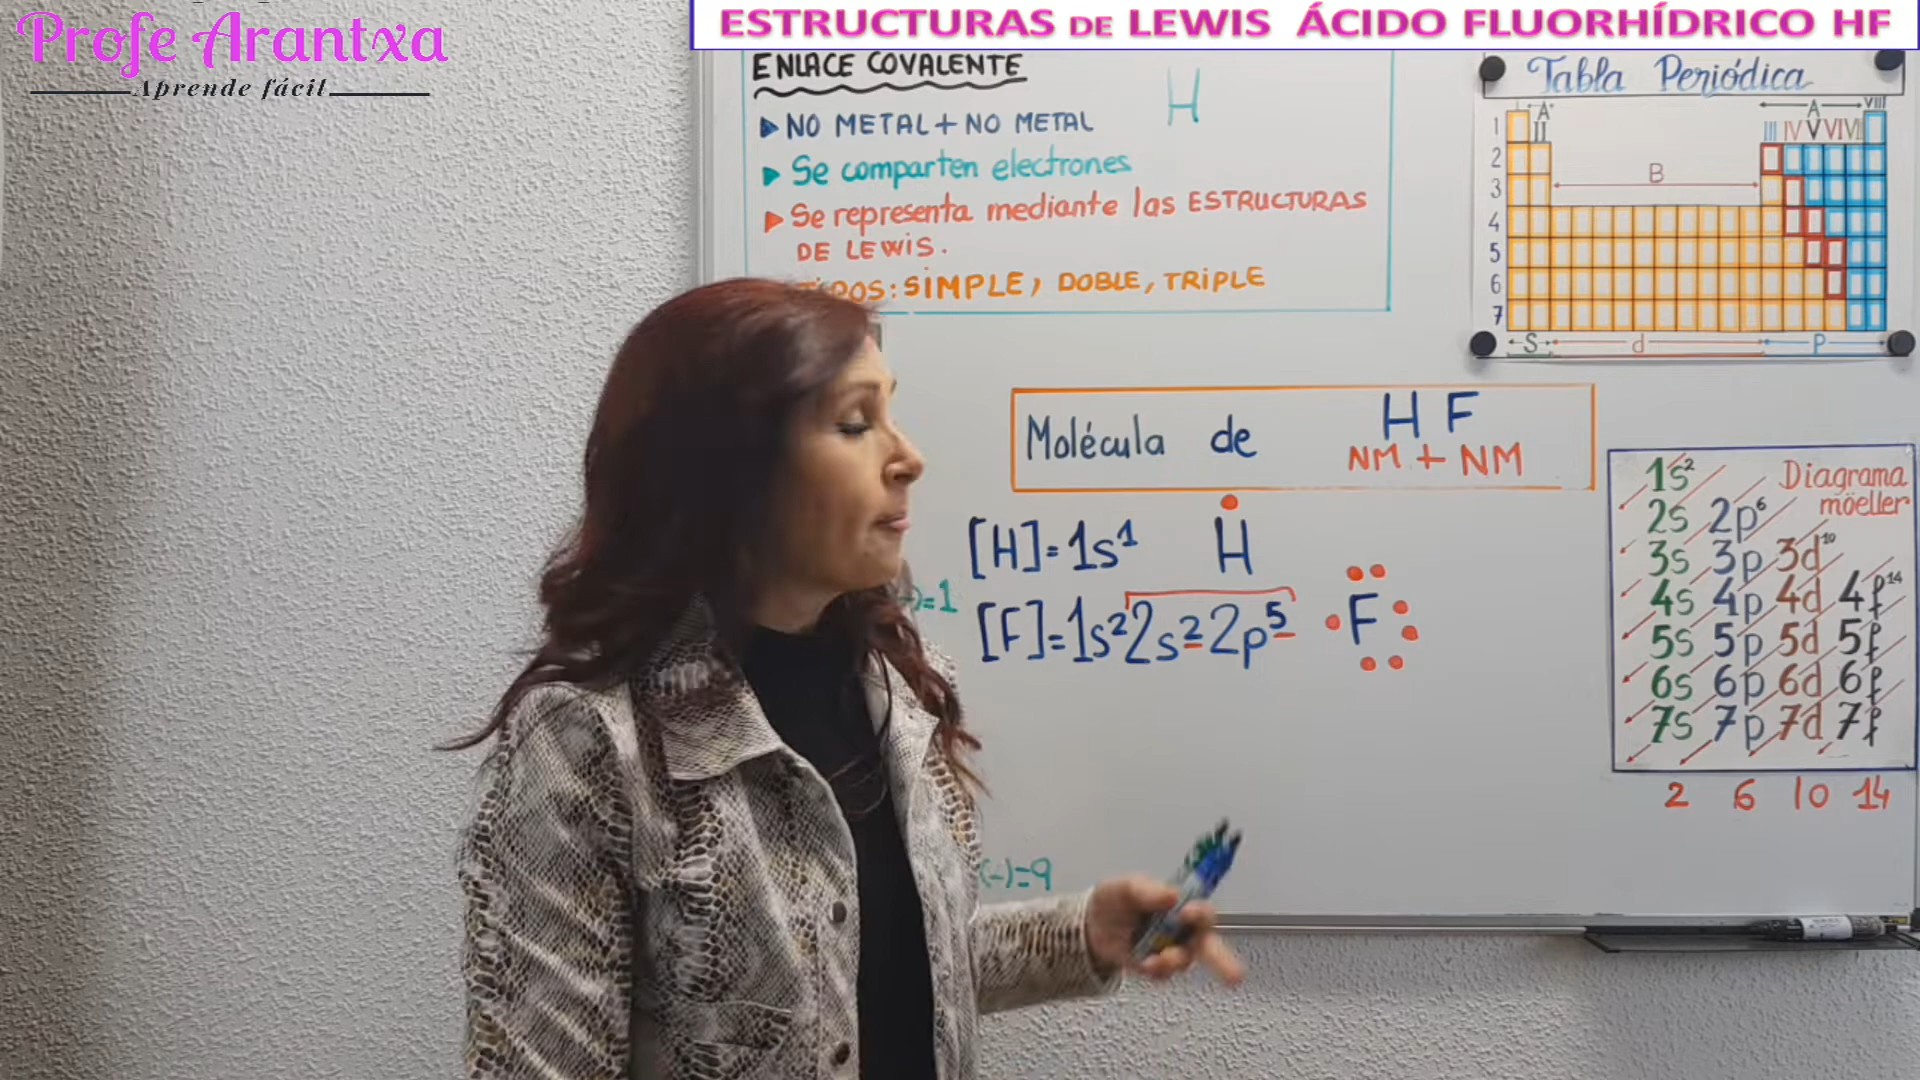 Profe Arantxa
Aprende fácil
ESTRUCTURAS DE LEWIS ÁCIDO FLUORHÍDRICO HF
ENLACE COVALENTE
H
▶ NO METAL + NO METAL
▶ Se comparten electrones
▶ Se representa mediante las ESTRUCTURAS
DE LEWIS.
TIPOS: SIMPLE, DOBLE, TRIPLE
Tabla Periódica
I A II
A VIII
III IV V VI VII
1
2
3
4
5
6
7
B
S d P
Molécula de H F
NM + NM
[H]=1s¹ H
)=1
[F]=1s²2s²2p⁵ F
(-)=9
Diagrama
möeller
1s²
2s 2p⁶
3s 3p 3d¹⁰
4s 4p 4d 4f¹⁴
5s 5p 5d 5f
6s 6p 6d 6f
7s 7p 7d 7f
2 6 10 14